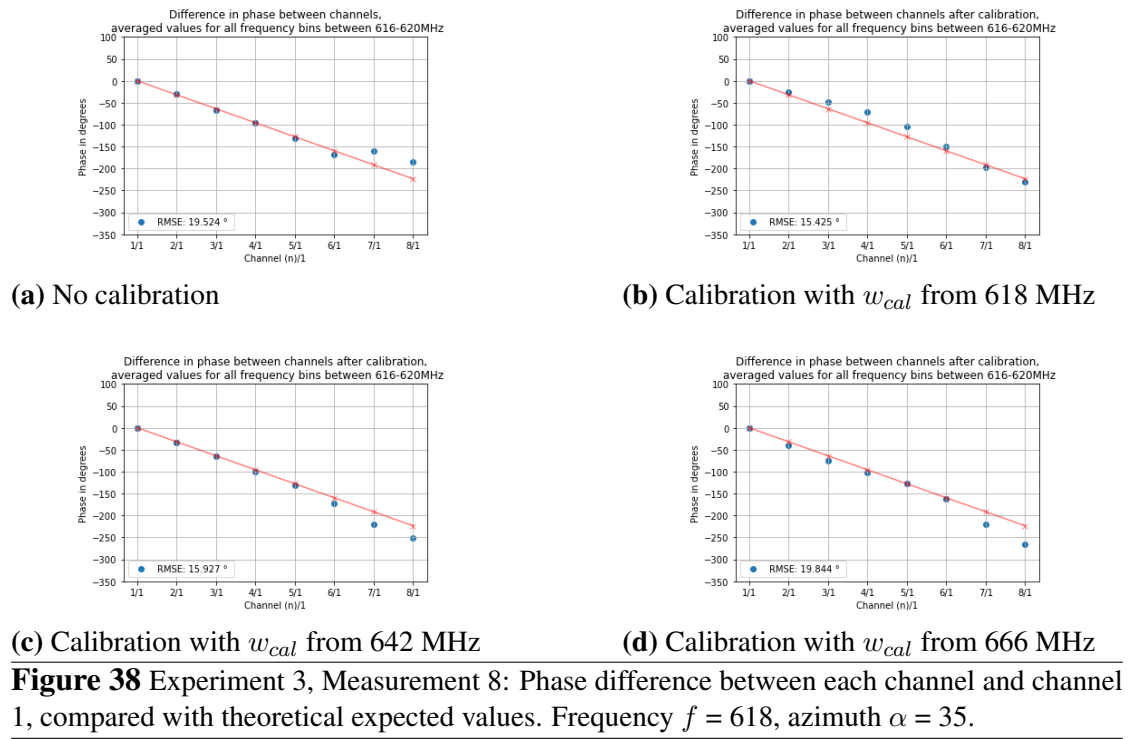 Difference in phase between channels,
averaged values for all frequency bins between 616-620MHz
100
50
0
−50
−100
−150
−200
−250
−300
−350
Phase in degrees
RMSE: 19.524 °
1/1 2/1 3/1 4/1 5/1 6/1 7/1 8/1
Channel (n)/1
(a) No calibration
Difference in phase between channels after calibration,
averaged values for all frequency bins between 616-620MHz
100
50
0
−50
−100
−150
−200
−250
−300
−350
Phase in degrees
RMSE: 15.425 °
1/1 2/1 3/1 4/1 5/1 6/1 7/1 8/1
Channel (n)/1
(b) Calibration with w_cal from 618 MHz
Difference in phase between channels after calibration,
averaged values for all frequency bins between 616-620MHz
100
50
0
−50
−100
−150
−200
−250
−300
−350
Phase in degrees
RMSE: 15.927 °
1/1 2/1 3/1 4/1 5/1 6/1 7/1 8/1
Channel (n)/1
(c) Calibration with w_cal from 642 MHz
Difference in phase between channels after calibration,
averaged values for all frequency bins between 616-620MHz
100
50
0
−50
−100
−150
−200
−250
−300
−350
Phase in degrees
RMSE: 19.844 °
1/1 2/1 3/1 4/1 5/1 6/1 7/1 8/1
Channel (n)/1
(d) Calibration with w_cal from 666 MHz
Figure 38 Experiment 3, Measurement 8: Phase difference between each channel and channel
1, compared with theoretical expected values. Frequency f = 618, azimuth α = 35.